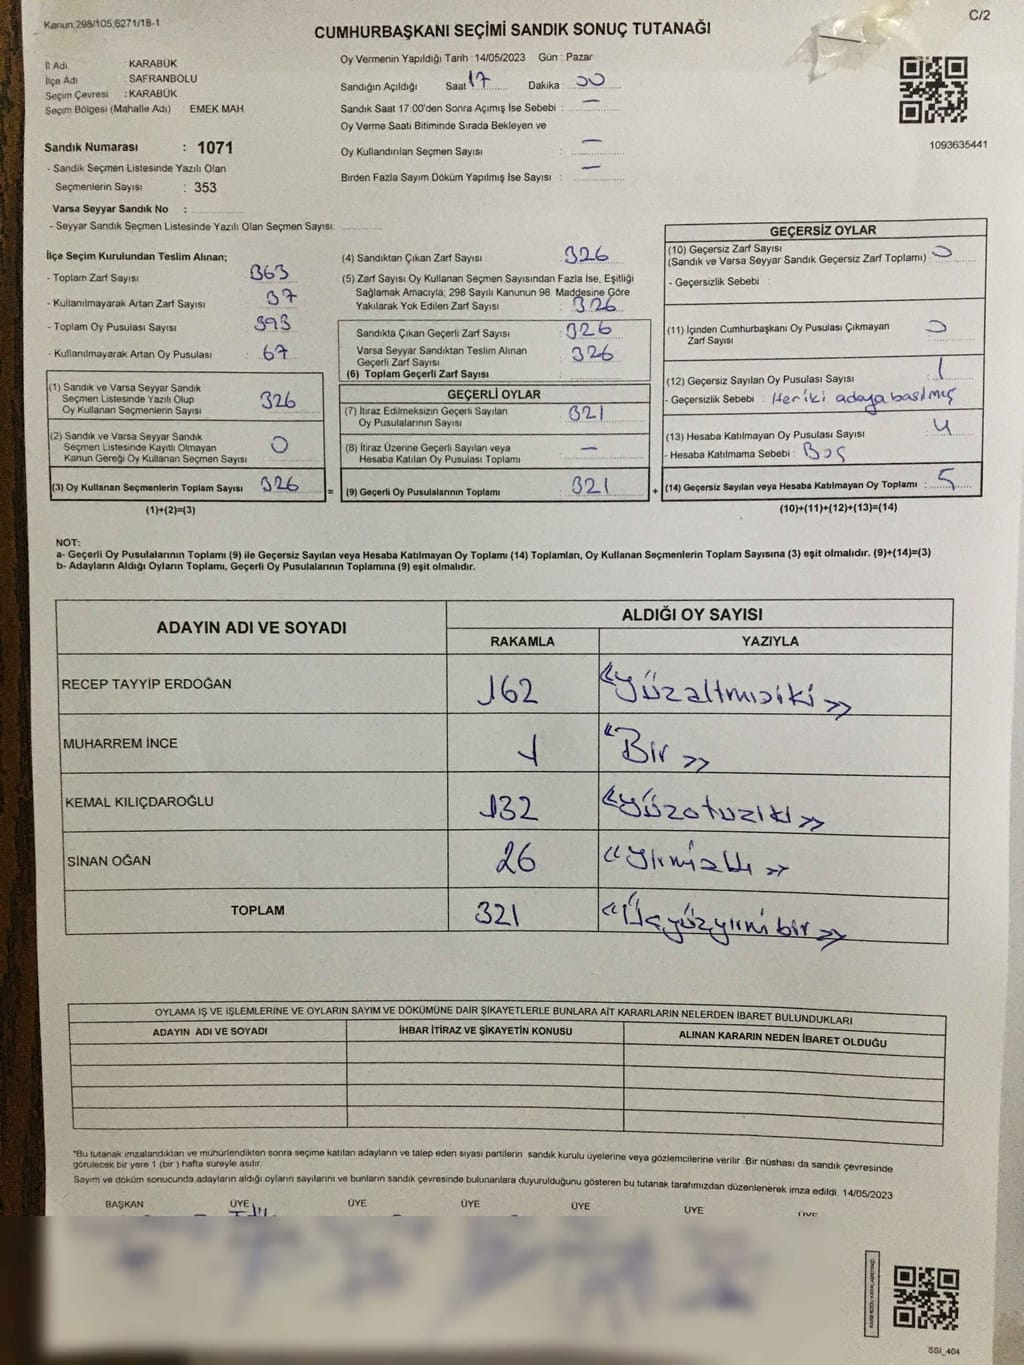 Kanun;298/105,6271/18-1
C/2
CUMHURBAŞKANI SEÇİMİ SANDIK SONUÇ TUTANAĞI
İl Adı KARABÜK
İlçe Adı SAFRANBOLU
Seçim Çevresi : KARABÜK
Seçim Bölgesi (Mahalle Adı) EMEK MAH.
Sandık Numarası : 1071
- Sandık Seçmen Listesinde Yazılı Olan
Seçmenlerin Sayısı : 353
Varsa Seyyar Sandık No :
- Seyyar Sandık Seçmen Listesinde Yazılı Olan Seçmen Sayısı:
Oy Vermenin Yapıldığı Tarih : 14/05/2023 Gün : Pazar
Sandığın Açıldığı Saat 17 Dakika : 00
Sandık Saat 17:00'den Sonra Açımış İse Sebebi : —
Oy Verme Saati Bitiminde Sırada Bekleyen ve
Oy Kullandırılan Seçmen Sayısı : —
Birden Fazla Sayım Döküm Yapılmış İse Sayısı : —
1093635441
İlçe Seçim Kurulundan Teslim Alınan;
- Toplam Zarf Sayısı : 363
- Kullanılmayarak Artan Zarf Sayısı : 37
- Toplam Oy Pusulası Sayısı : 393
- Kullanılmayarak Artan Oy Pusulası : 67
(1) Sandık ve Varsa Seyyar Sandık
Seçmen Listesinde Yazılı Olup
Oy Kullanan Seçmenlerin Sayısı 326
(2) Sandık ve Varsa Seyyar Sandık
Seçmen Listesinde Kayıtlı Olmayan
Kanun Gereği Oy Kullanan Seçmen Sayısı 0
(3) Oy Kullanan Seçmenlerin Toplam Sayısı 326
(1)+(2)=(3)
(4) Sandıktan Çıkan Zarf Sayısı : 326
(5) Zarf Sayısı Oy Kullanan Seçmen Sayısından Fazla İse, Eşitliği
Sağlamak Amacıyla; 298 Sayılı Kanunun 98. Maddesine Göre
Yakılarak Yok Edilen Zarf Sayısı : 326
Sandıkta Çıkan Geçerli Zarf Sayısı : 326
Varsa Seyyar Sandıktan Teslim Alınan
Geçerli Zarf Sayısı : 326
(6) Toplam Geçerli Zarf Sayısı :
GEÇERLİ OYLAR
(7) İtiraz Edilmeksizin Geçerli Sayılan
Oy Pusulalarının Sayısı : 321
(8) İtiraz Üzerine Geçerli Sayılan veya
Hesaba Katılan Oy Pusulası Toplamı : —
= (9) Geçerli Oy Pusulalarının Toplamı : 321
GEÇERSİZ OYLAR
(10) Geçersiz Zarf Sayısı
(Sandık ve Varsa Seyyar Sandık Geçersiz Zarf Toplamı) : 0
- Geçersizlik Sebebi :
(11) İçinden Cumhurbaşkanı Oy Pusulası Çıkmayan
Zarf Sayısı : 0
(12) Geçersiz Sayılan Oy Pusulası Sayısı : 1
- Geçersizlik Sebebi : Her iki adaya basılmış
(13) Hesaba Katılmayan Oy Pusulası Sayısı : 4
- Hesaba Katılmama Sebebi : Boş
+ (14) Geçersiz Sayılan veya Hesaba Katılmayan Oy Toplamı : 5
(10)+(11)+(12)+(13)=(14)
NOT:
a- Geçerli Oy Pusulalarının Toplamı (9) ile Geçersiz Sayılan veya Hesaba Katılmayan Oy Toplamı (14) Toplamları, Oy Kullanan Seçmenlerin Toplam Sayısına (3) eşit olmalıdır. (9)+(14)=(3)
b- Adayların Aldığı Oyların Toplamı, Geçerli Oy Pusulalarının Toplamına (9) eşit olmalıdır.
ADAYIN ADI VE SOYADI
ALDIĞI OY SAYISI
RAKAMLA YAZIYLA
RECEP TAYYİP ERDOĞAN 162 «yüzaltmışiki»
MUHARREM İNCE 1 «Bir»
KEMAL KILIÇDAROĞLU 132 «yüzotuziki»
SİNAN OĞAN 26 «Yirmialtı»
TOPLAM 321 «Üçyüzyirmi bir»
OYLAMA İŞ VE İŞLEMLERİNE VE OYLARIN SAYIM VE DÖKÜMÜNE DAİR ŞİKAYETLERLE BUNLARA AİT KARARLARIN NELERDEN İBARET BULUNDUKLARI
ADAYIN ADI VE SOYADI İHBAR İTİRAZ VE ŞİKAYETİN KONUSU ALINAN KARARIN NEDEN İBARET OLDUĞU
*Bu tutanak imzalandıktan ve mühürlendikten sonra seçime katılan adayların ve talep eden siyasi partilerin sandık kurulu üyelerine veya gözlemcilerine verilir. Bir nüshası da sandık çevresinde
görülecek bir yere 1 (bir) hafta süreyle asılır.
Sayım ve döküm sonucunda adayların aldığı oyların sayılarını ve bunların sandık çevresinde bulunanlara duyurulduğunu gösteren bu tutanak tarafımızdan düzenlenerek imza edildi. 14/05/2023
BAŞKAN ÜYE ÜYE ÜYE ÜYE ÜYE ÜYE
SSI_404